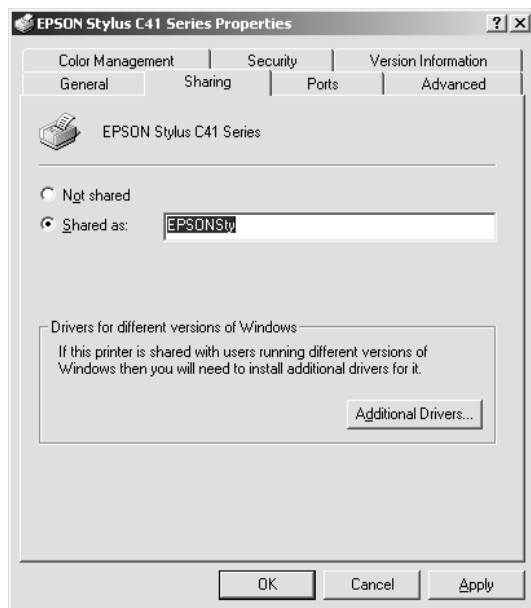 EPSON Stylus C41 Series Properties
? X
Color Management Security Version Information
General Sharing Ports Advanced
EPSON Stylus C41 Series
Not shared
Shared as: EPSONSty
Drivers for different versions of Windows
If this printer is shared with users running different versions of
Windows then you will need to install additional drivers for it.
Additional Drivers...
OK Cancel Apply